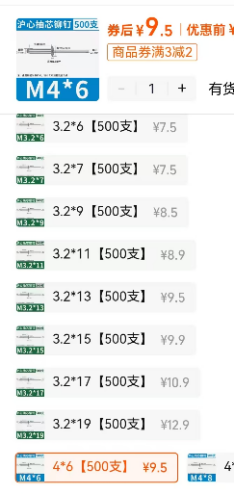 沪心抽芯铆钉 500支
M4*6
券后¥9.5 优惠前¥
商品券满3减2
1 + 有货
M3.2*6 3.2*6【500支】 ¥7.5
M3.2*7 3.2*7【500支】 ¥7.5
M3.2*9 3.2*9【500支】 ¥8.5
M3.2*11 3.2*11【500支】 ¥8.9
M3.2*13 3.2*13【500支】 ¥9.5
M3.2*15 3.2*15【500支】 ¥9.9
M3.2*17 3.2*17【500支】 ¥10.9
M3.2*19 3.2*19【500支】 ¥12.9
M4*6 4*6【500支】 ¥9.5 M4*8